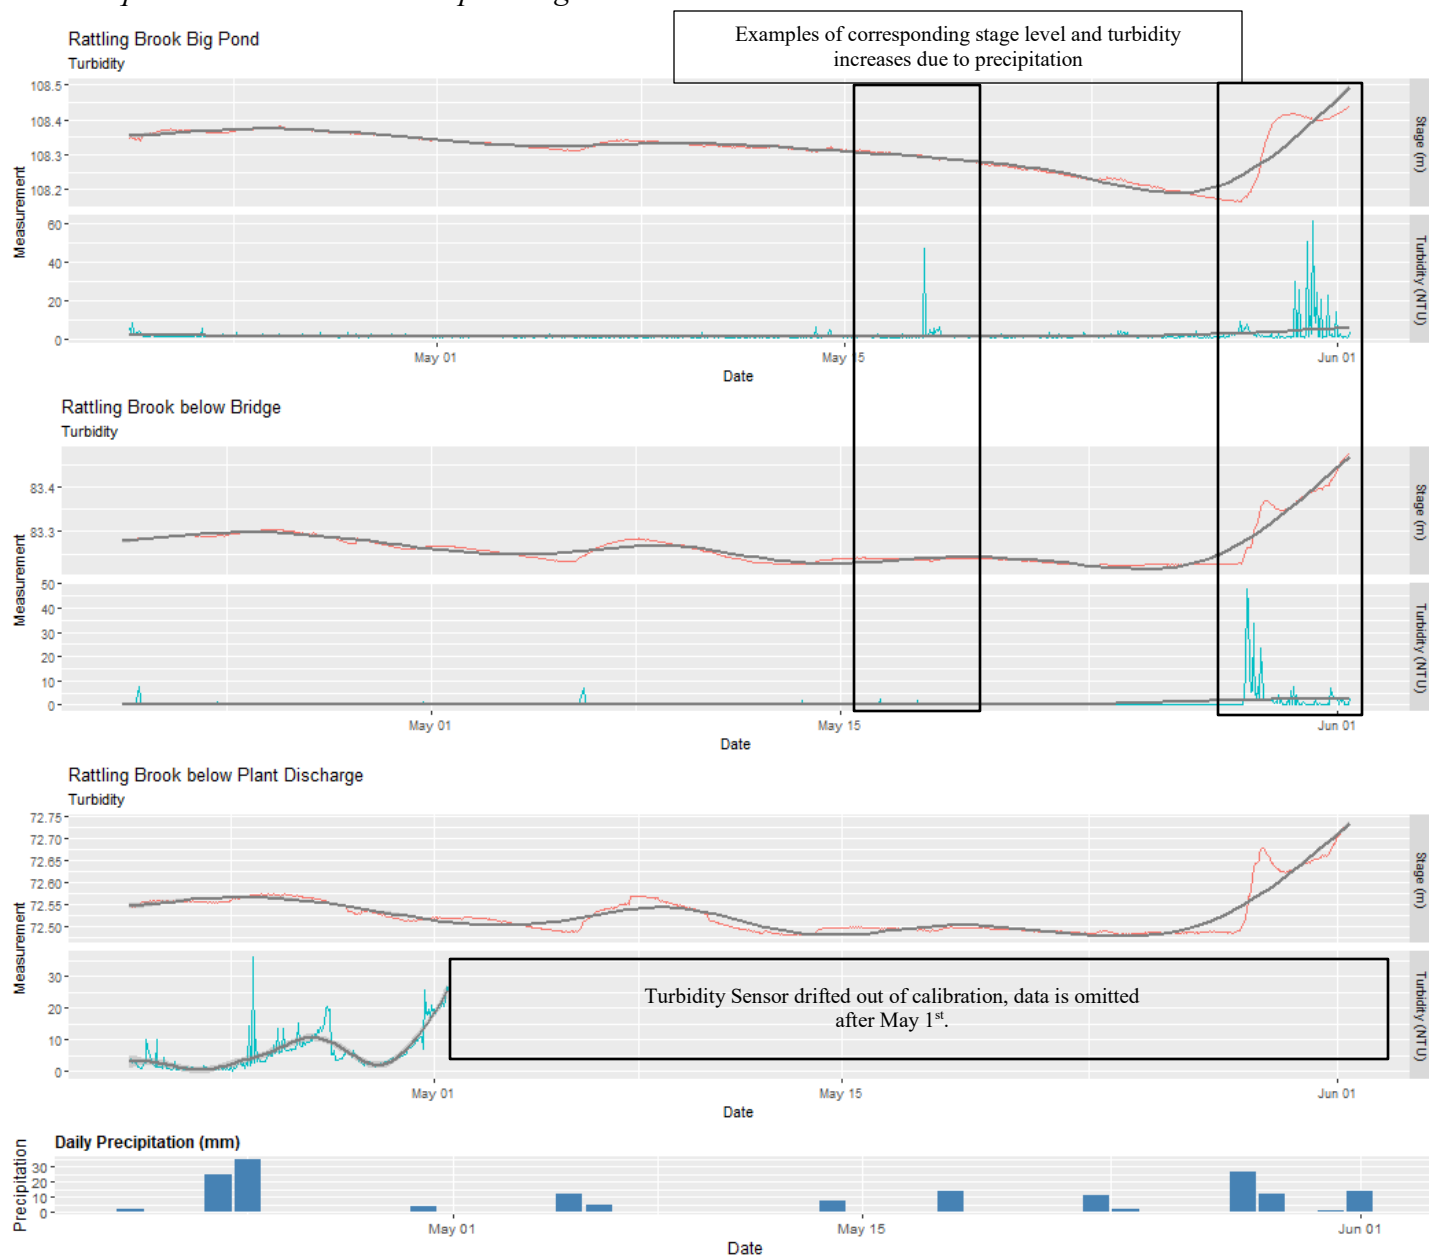 Examples of corresponding stage level and turbidity
increases due to precipitation
Rattling Brook Big Pond
Turbidity
Measurement
108.5
108.4
108.3
108.2
Stage (m)
60
40
20
0
Turbidity (NTU)
May 01
May 15
Jun 01
Date
Rattling Brook below Bridge
Turbidity
Measurement
83.4
83.3
Stage (m)
50
40
30
20
10
0
Turbidity (NTU)
May 01
May 15
Jun 01
Date
Rattling Brook below Plant Discharge
Turbidity
Measurement
72.75
72.70
72.65
72.60
72.55
72.50
Stage (m)
30
20
10
0
Turbidity (NTU)
Turbidity Sensor drifted out of calibration, data is omitted
after May 1st.
May 01
May 15
Jun 01
Date
Daily Precipitation (mm)
Precipitation
30
20
10
0
May 01
May 15
Jun 01
Date